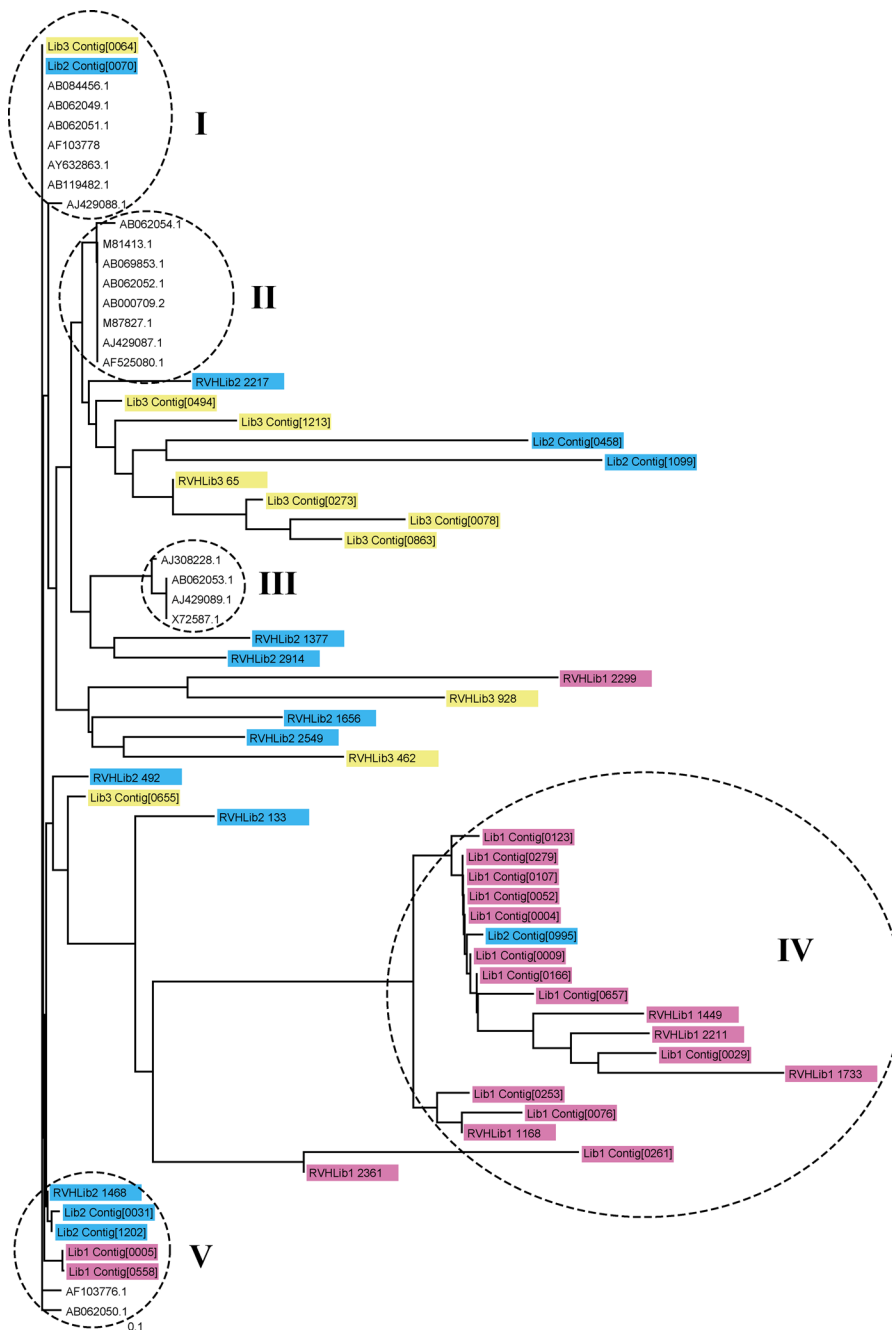 Lib3 Contig[0064]
Lib2 Contig[0070]
AB084456.1
AB062049.1
AB062051.1
I
AF103778
AY632863.1
AB119482.1
AJ429088.1
AB062054.1
M81413.1
AB069853.1
AB062052.1
II
AB000709.2
M87827.1
AJ429087.1
AF525080.1
RVHLib2 2217
Lib3 Contig[0494]
Lib3 Contig[1213]
Lib2 Contig[0458]
Lib2 Contig[1099]
RVHLib3 65
Lib3 Contig[0273]
Lib3 Contig[0078]
Lib3 Contig[0863]
AJ308228.1
AB062053.1
III
AJ429089.1
X72587.1
RVHLib2 1377
RVHLib2 2914
RVHLib1 2299
RVHLib3 928
RVHLib2 1656
RVHLib2 2549
RVHLib3 462
RVHLib2 492
Lib3 Contig[0655]
RVHLib2 133
Lib1 Contig[0123]
Lib1 Contig[0279]
Lib1 Contig[0107]
Lib1 Contig[0052]
Lib1 Contig[0004]
Lib2 Contig[0995]
IV
Lib1 Contig[0009]
Lib1 Contig[0166]
Lib1 Contig[0657]
RVHLib1 1449
RVHLib1 2211
Lib1 Contig[0029]
RVHLib1 1733
Lib1 Contig[0253]
Lib1 Contig[0076]
RVHLib1 1168
Lib1 Contig[0261]
RVHLib1 2361
RVHLib2 1468
Lib2 Contig[0031]
Lib2 Contig[1202]
Lib1 Contig[0005]
V
Lib1 Contig[0558]
AF103776.1
AB062050.1
0.1